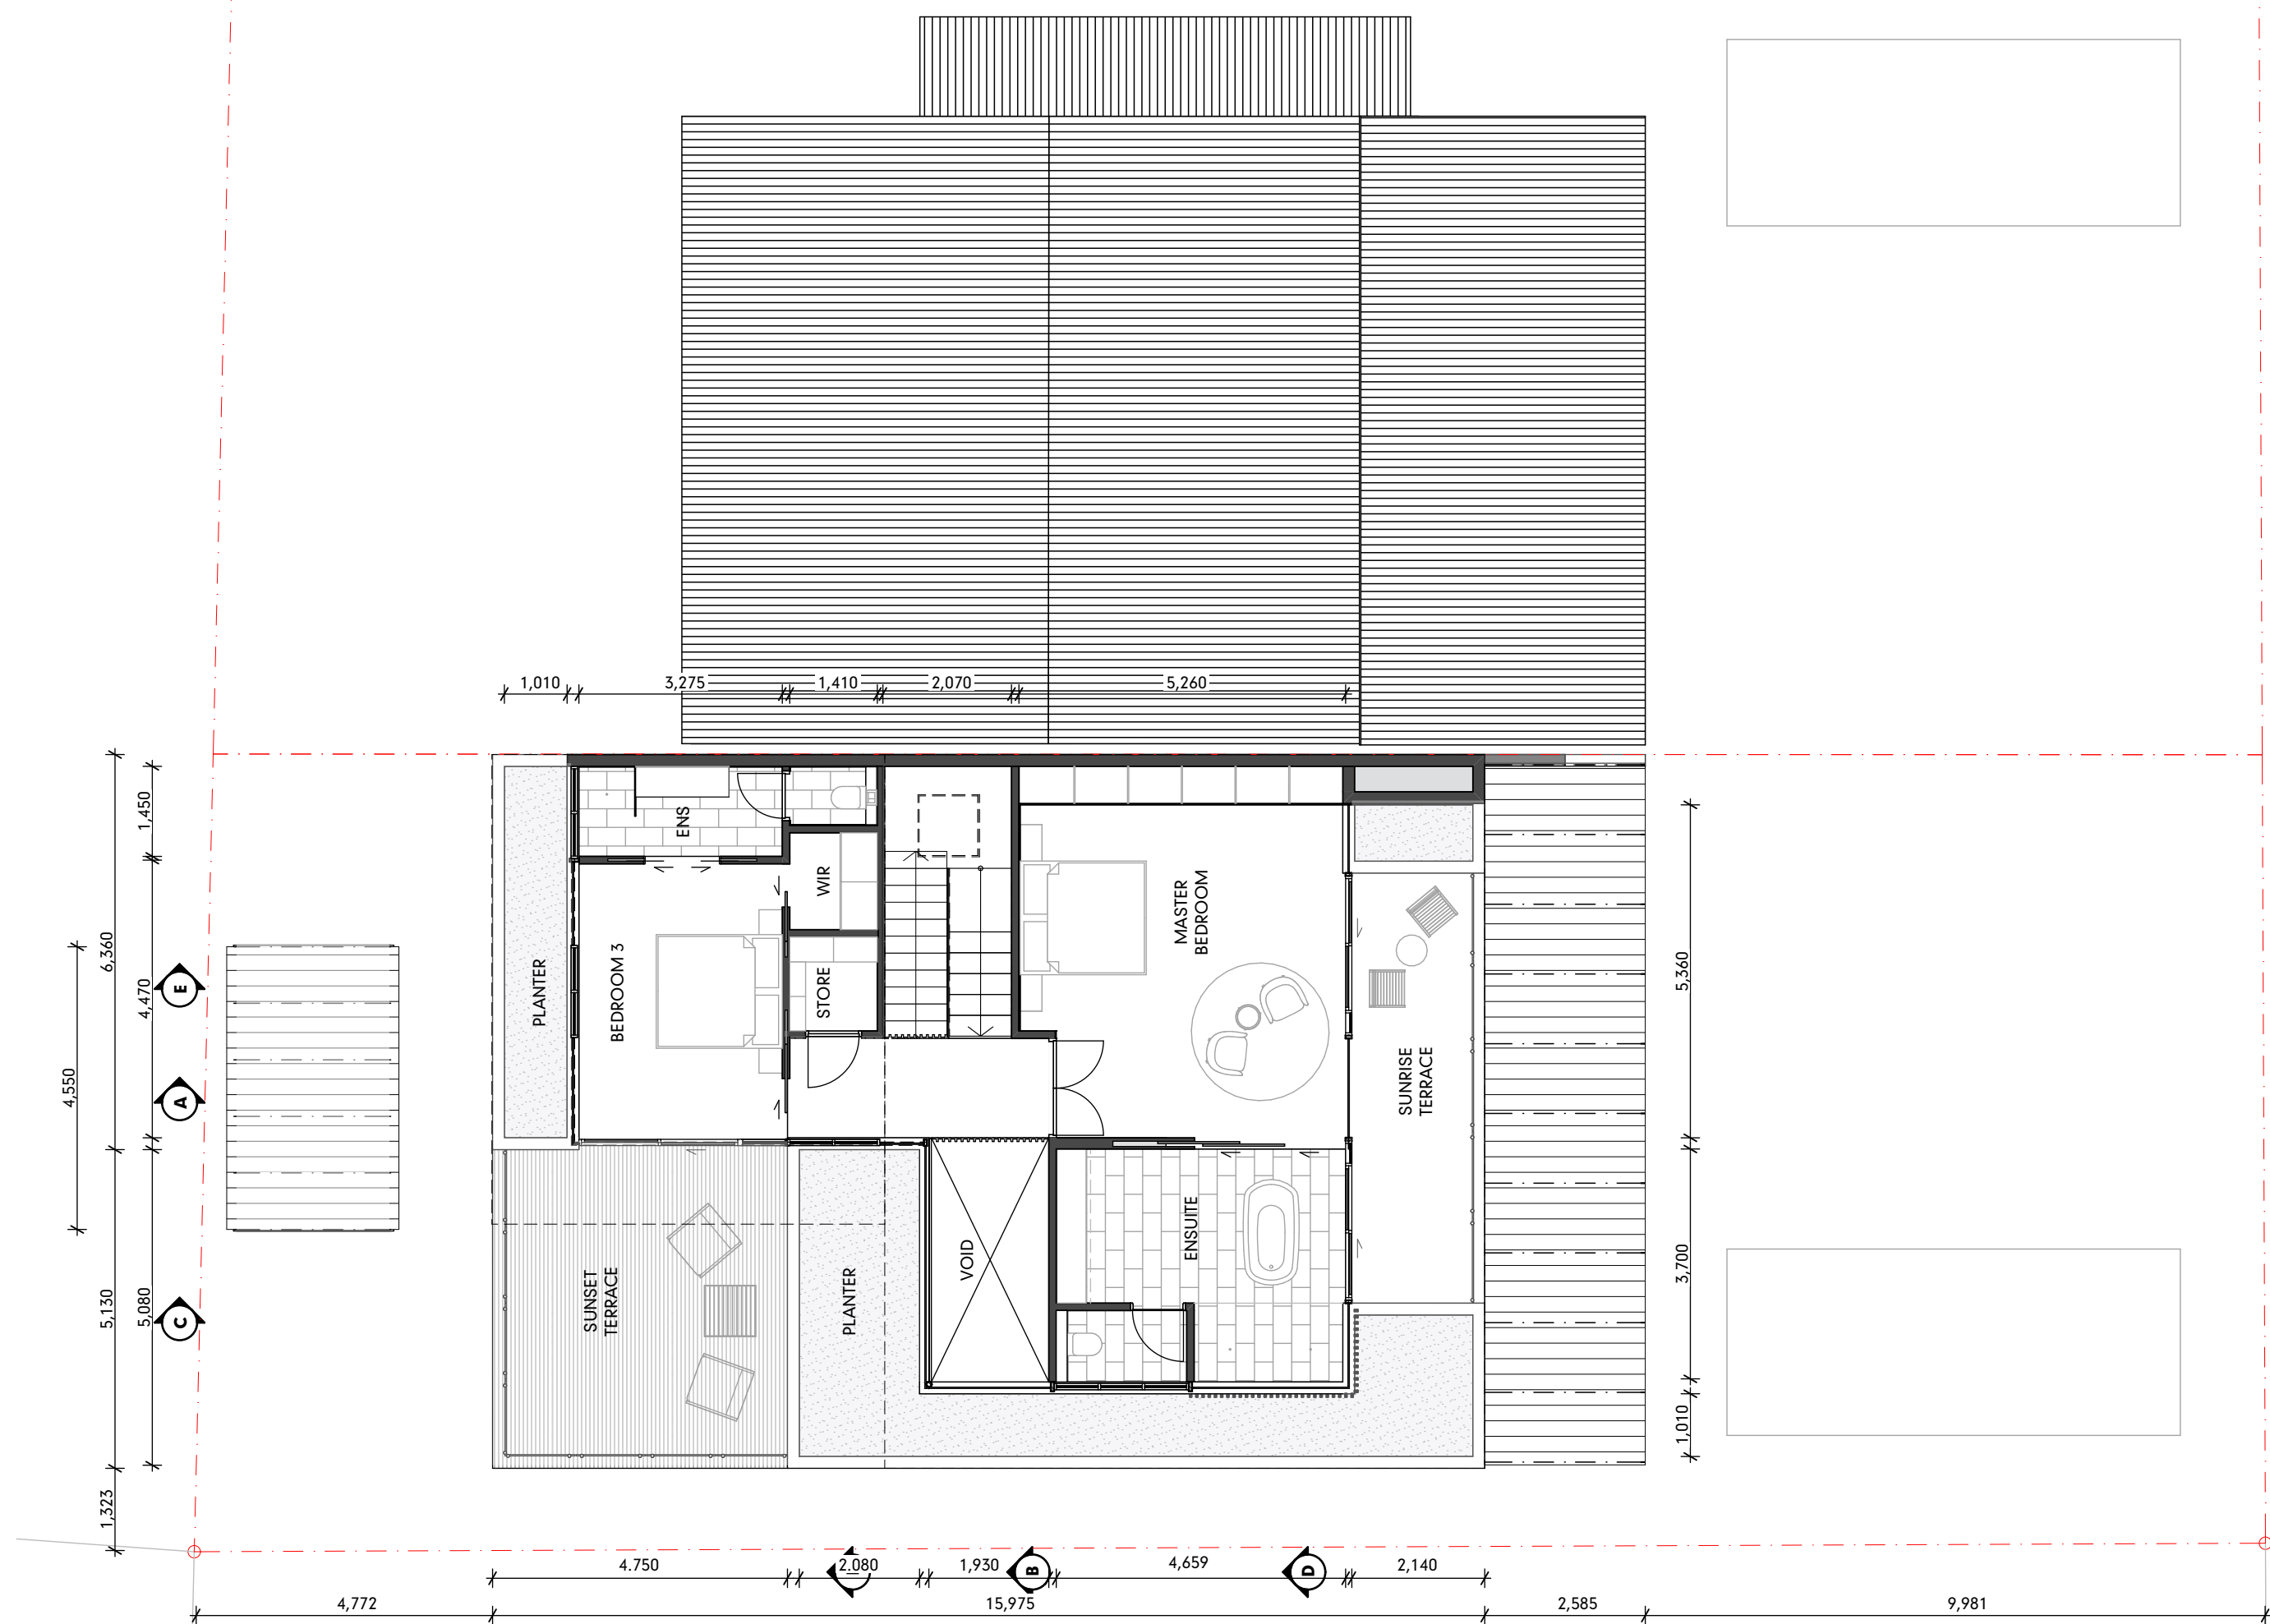 1,010
3,275
1,410
2,070
5,260
1,450
6,360
4,470
4,550
5,130
5,080
1,323
E
A
C
ENS
WIR
PLANTER
BEDROOM 3
STORE
MASTER
BEDROOM
SUNRISE
TERRACE
SUNSET
TERRACE
PLANTER
VOID
ENSUITE
5,360
3,700
1,010
4.750
2.080
1,930
B
4,659
D
2,140
4,772
15,975
2,585
9,981